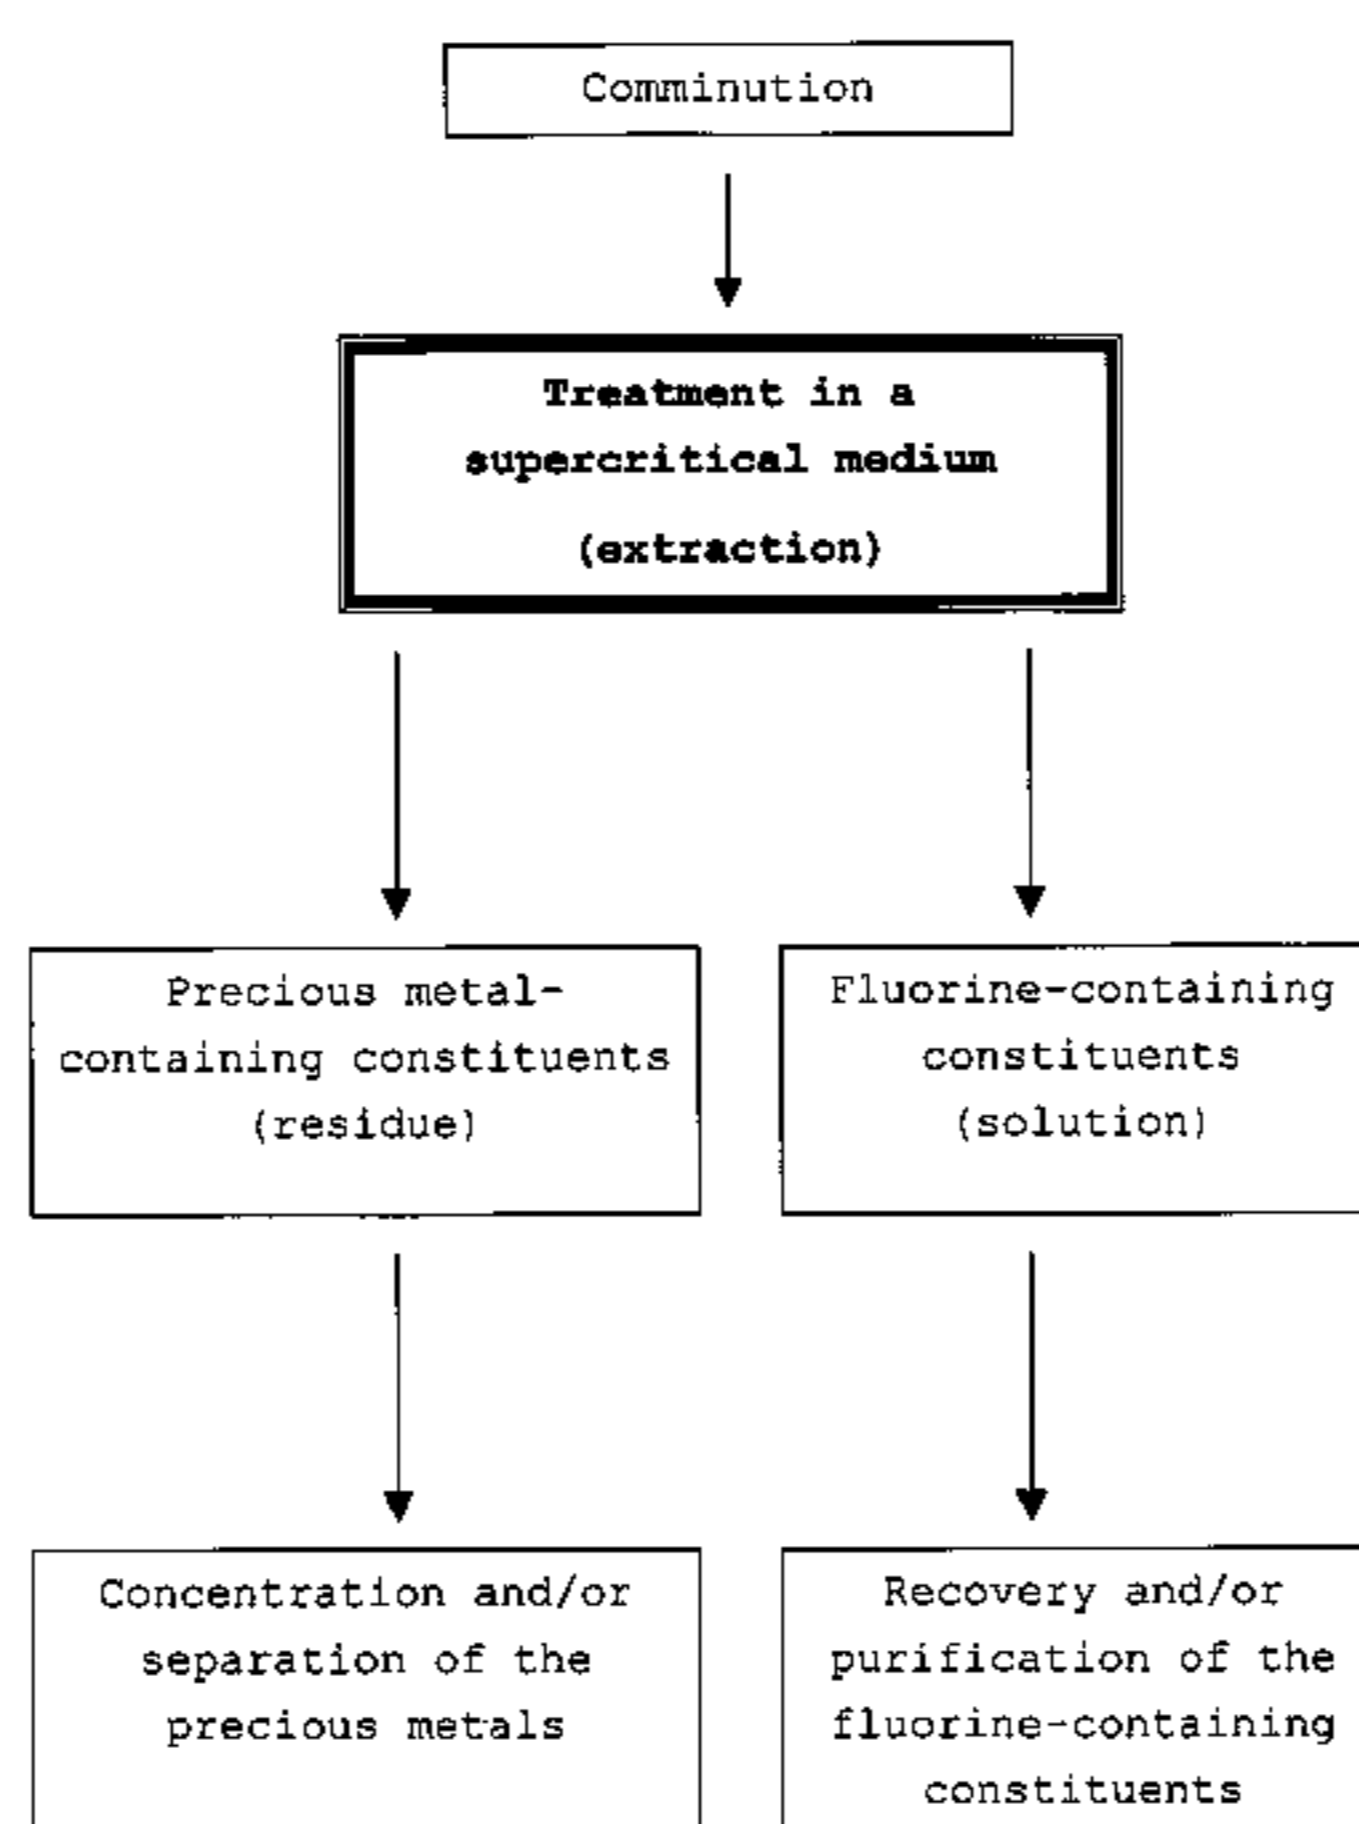 Comminution
Treatment in a
supercritical medium
(extraction)
Precious metal-
containing constituents
(residue)
Fluorine-containing
constituents
(solution)
Concentration and/or
separation of the
precious metals
Recovery and/or
purification of the
fluorine-containing
constituents